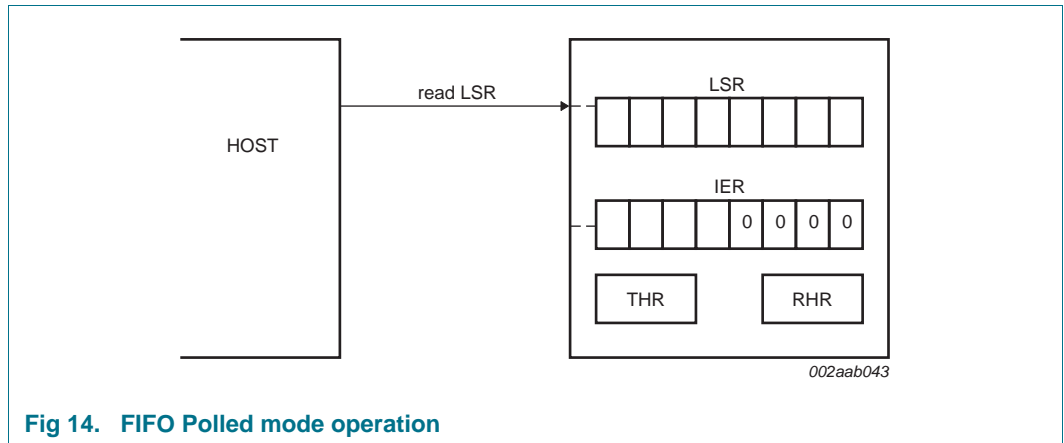 read LSR
LSR
HOST
IER
0 0 0 0
THR RHR
002aab043
Fig 14. FIFO Polled mode operation